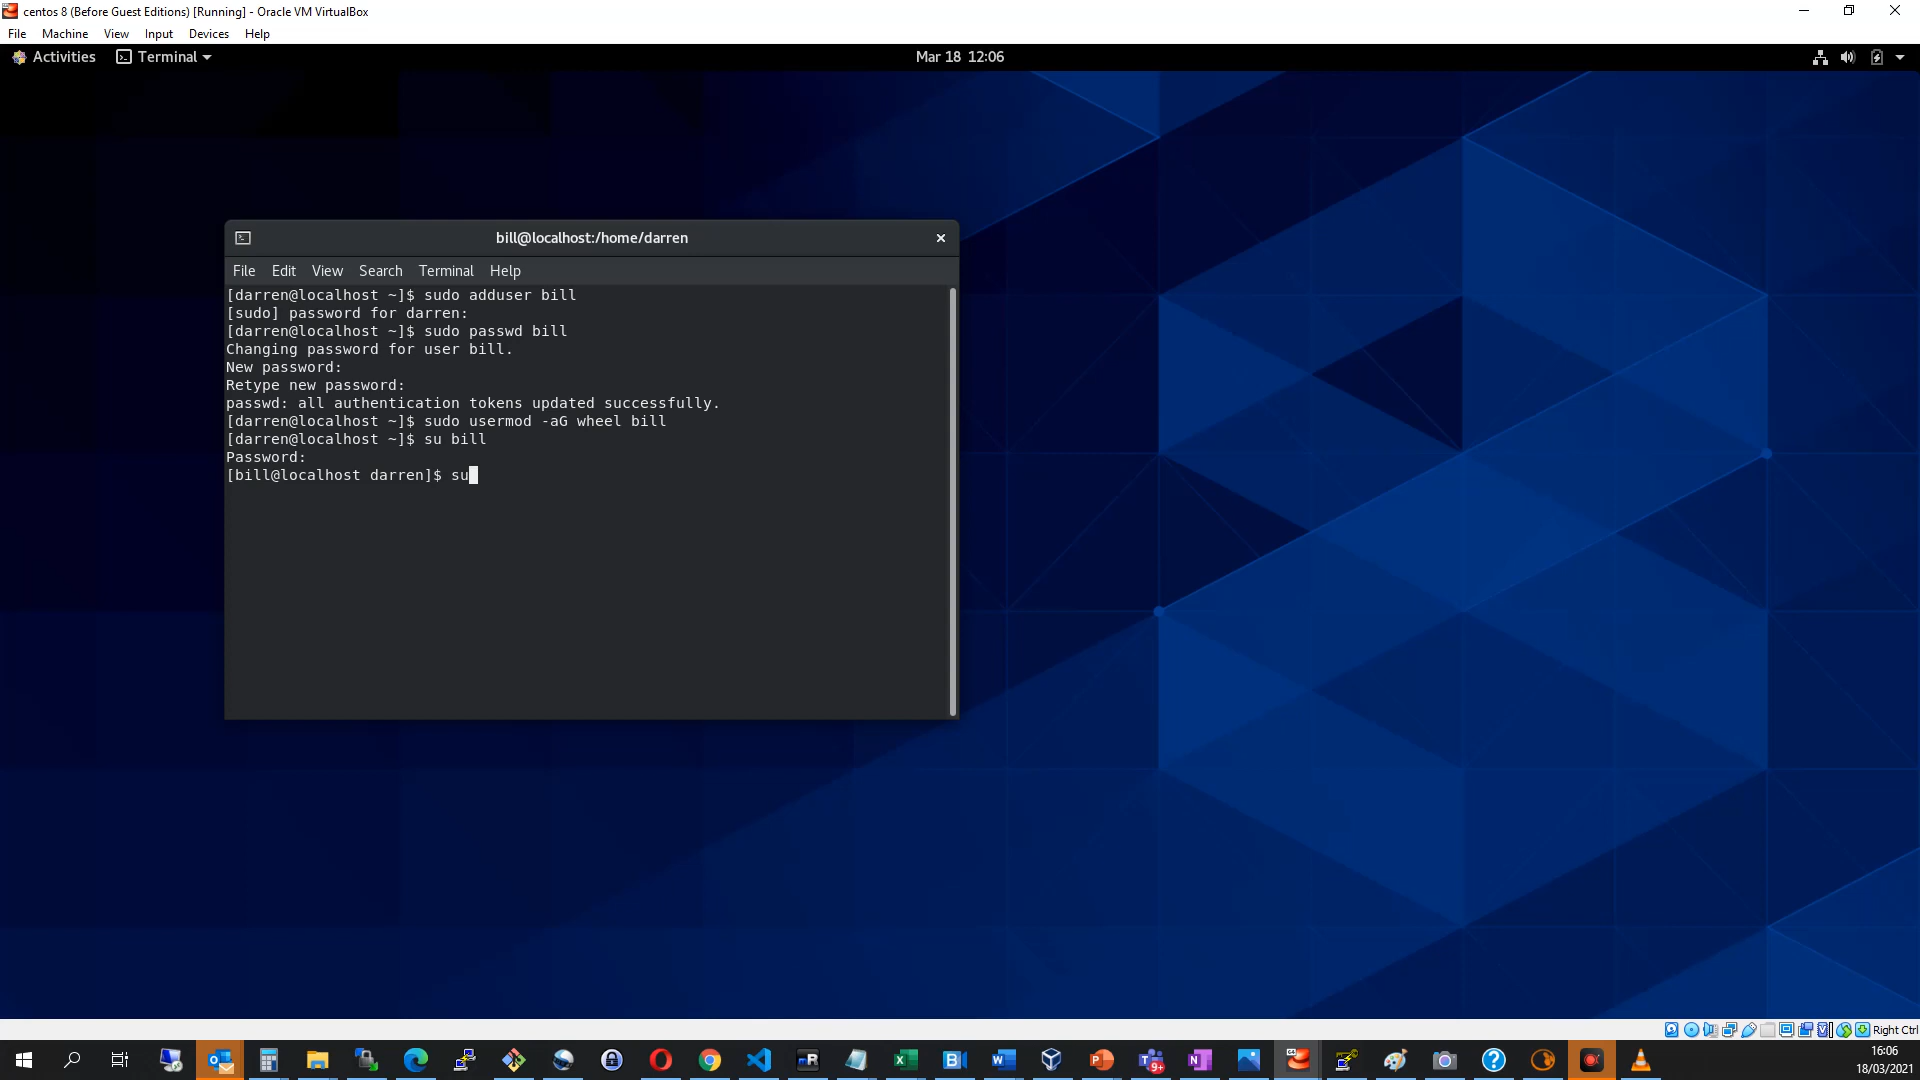 centos 8 (Before Guest Editions) [Running] - Oracle VM VirtualBox
File Machine View Input Devices Help
Activities Terminal Mar 18 12:06
bill@localhost:/home/darren
File Edit View Search Terminal Help
[darren@localhost ~]$ sudo adduser bill
[sudo] password for darren:
[darren@localhost ~]$ sudo passwd bill
Changing password for user bill.
New password:
Retype new password:
passwd: all authentication tokens updated successfully.
[darren@localhost ~]$ sudo usermod -aG wheel bill
[darren@localhost ~]$ su bill
Password:
[bill@localhost darren]$ su
Right Ctrl
16:06
18/03/2021